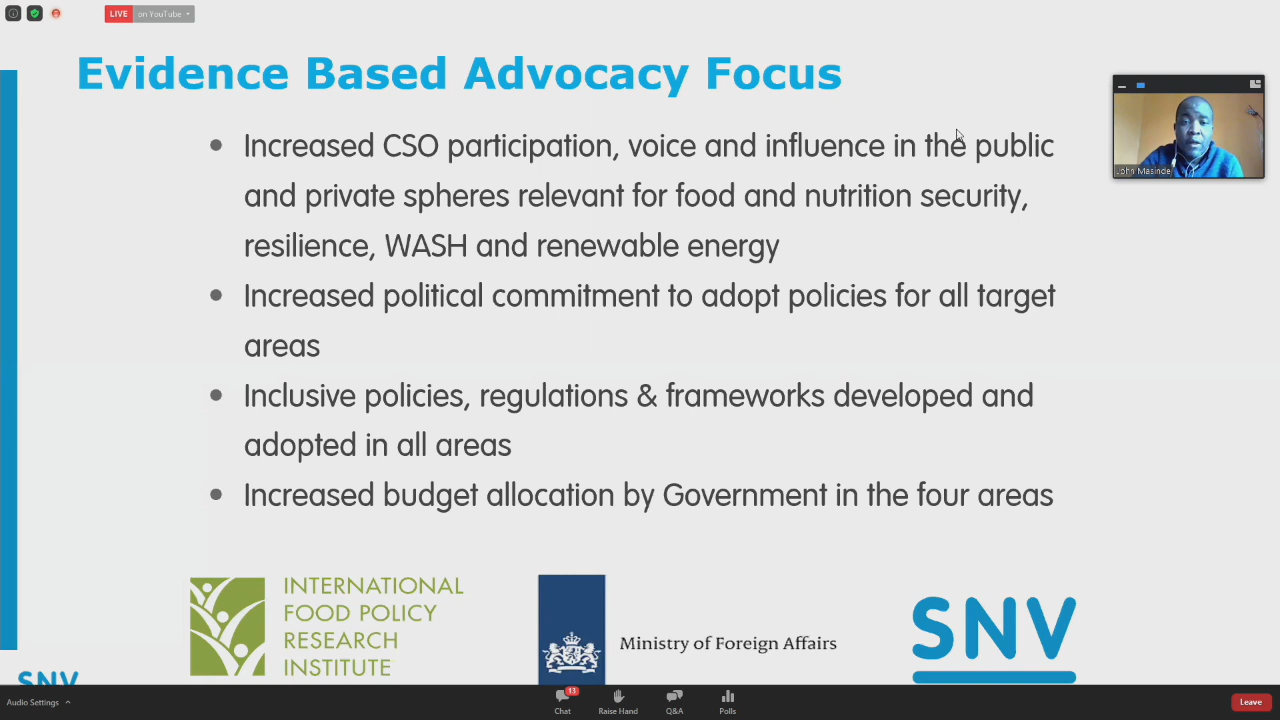 LIVE on YouTube
Evidence Based Advocacy Focus
• Increased CSO participation, voice and influence in the public
and private spheres relevant for food and nutrition security,
resilience, WASH and renewable energy
• Increased political commitment to adopt policies for all target
areas
• Inclusive policies, regulations & frameworks developed and
adopted in all areas
• Increased budget allocation by Government in the four areas
John Masinde
INTERNATIONAL
FOOD POLICY
RESEARCH
INSTITUTE
Ministry of Foreign Affairs
SNV
SNV
Audio Settings
13
Chat
Raise Hand
Q&A
Polls
Leave